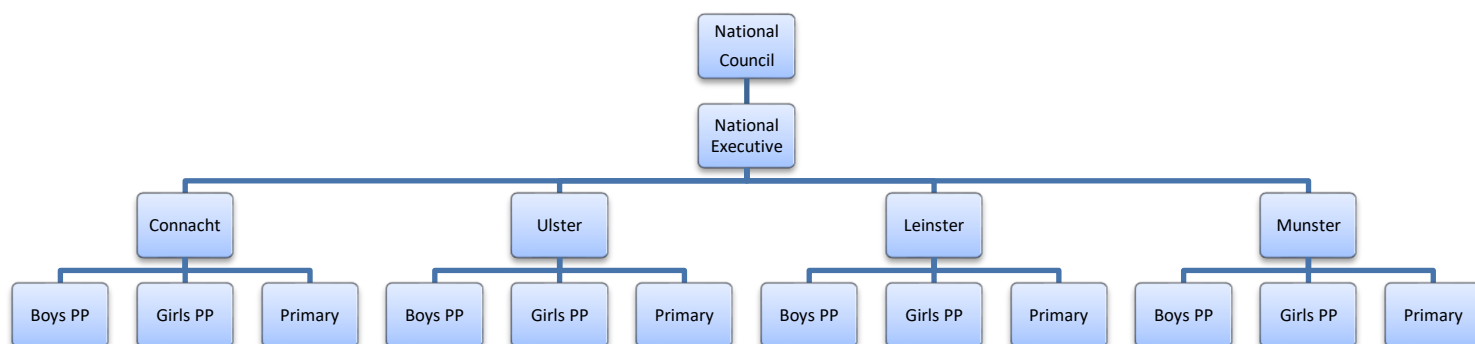 National
Council
National
Executive
Connacht
Ulster
Leinster
Munster
Boys PP
Girls PP
Primary
Boys PP
Girls PP
Primary
Boys PP
Girls PP
Primary
Boys PP
Girls PP
Primary